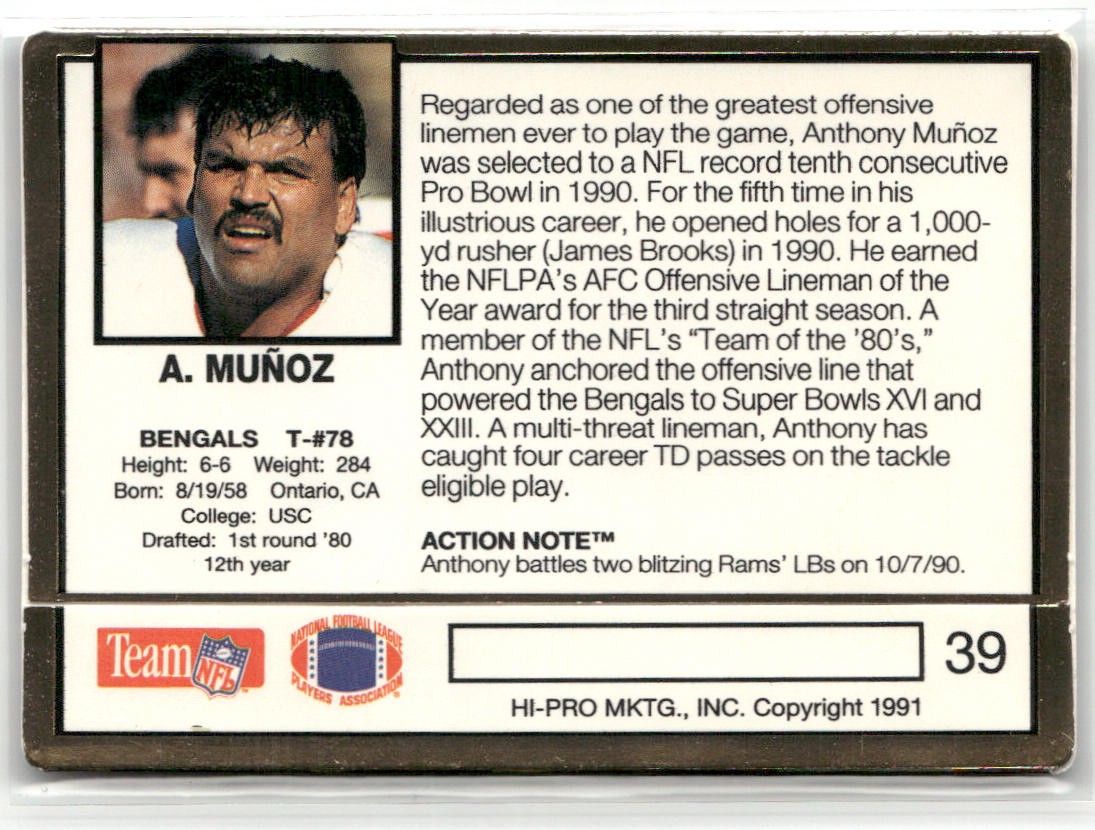 A. MUÑOZ
BENGALS T-#78
Height: 6-6 Weight: 284
Born: 8/19/58 Ontario, CA
College: USC
Drafted: 1st round '80
12th year
Regarded as one of the greatest offensive
linemen ever to play the game, Anthony Muñoz
was selected to a NFL record tenth consecutive
Pro Bowl in 1990. For the fifth time in his
illustrious career, he opened holes for a 1,000-
yd rusher (James Brooks) in 1990. He earned
the NFLPA's AFC Offensive Lineman of the
Year award for the third straight season. A
member of the NFL's “Team of the '80's,”
Anthony anchored the offensive line that
powered the Bengals to Super Bowls XVI and
XXIII. A multi-threat lineman, Anthony has
caught four career TD passes on the tackle
eligible play.
ACTION NOTE™
Anthony battles two blitzing Rams' LBs on 10/7/90.
Team NFL™
NATIONAL FOOTBALL LEAGUE
PLAYERS ASSOCIATION®
39
HI-PRO MKTG., INC. Copyright 1991